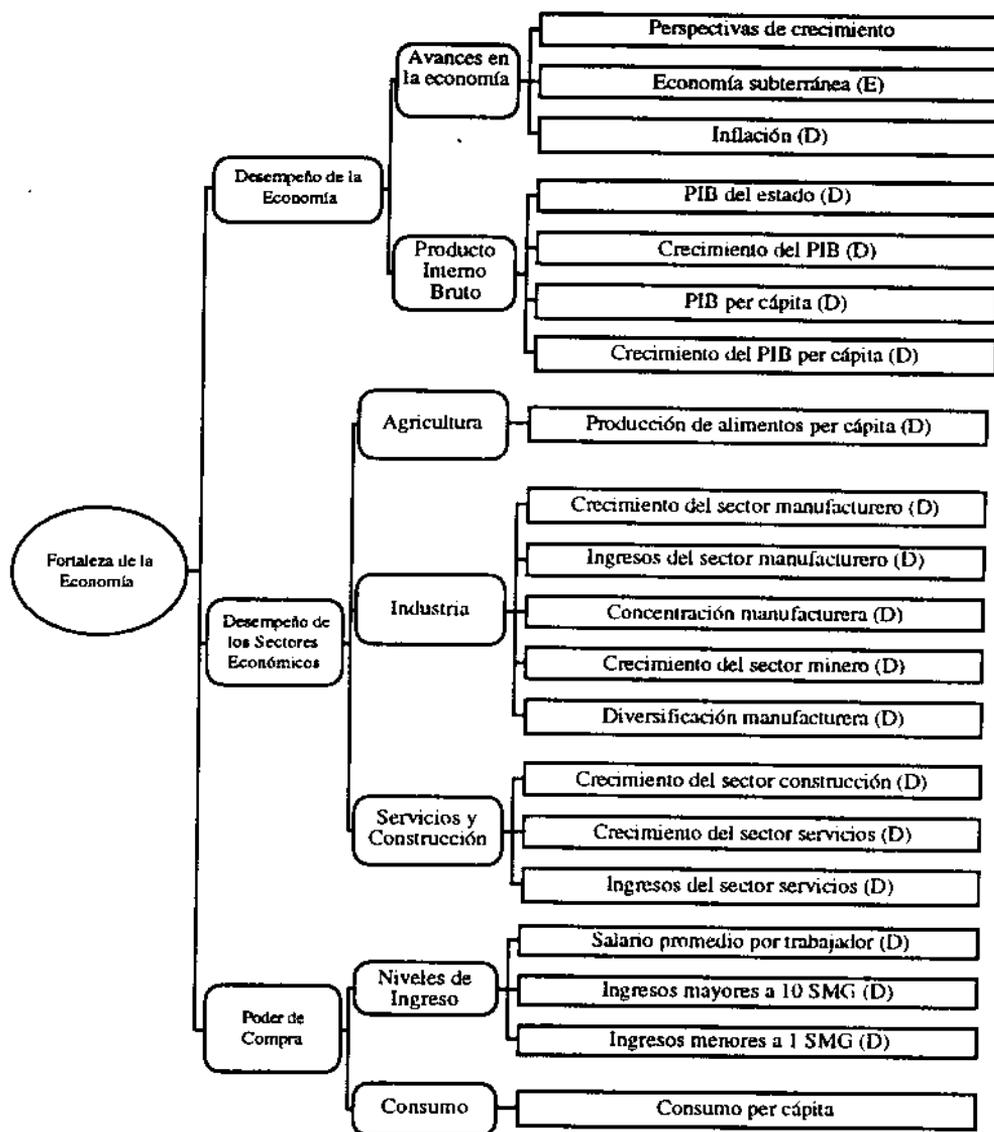 Fortaleza de la
Economía
Desempeño de la
Economía
Avances en
la economía
Perspectivas de crecimiento
Economía subterránea (E)
Inflación (D)
Producto
Interno
Bruto
PIB del estado (D)
Crecimiento del PIB (D)
PIB per cápita (D)
Crecimiento del PIB per cápita (D)
Desempeño de
los Sectores
Económicos
Agricultura
Producción de alimentos per cápita (D)
Industria
Crecimiento del sector manufacturero (D)
Ingresos del sector manufacturero (D)
Concentración manufacturera (D)
Crecimiento del sector minero (D)
Diversificación manufacturera (D)
Servicios y
Construcción
Crecimiento del sector construcción (D)
Crecimiento del sector servicios (D)
Ingresos del sector servicios (D)
Poder de
Compra
Niveles de
Ingreso
Salario promedio por trabajador (D)
Ingresos mayores a 10 SMG (D)
Ingresos menores a 1 SMG (D)
Consumo
Consumo per cápita